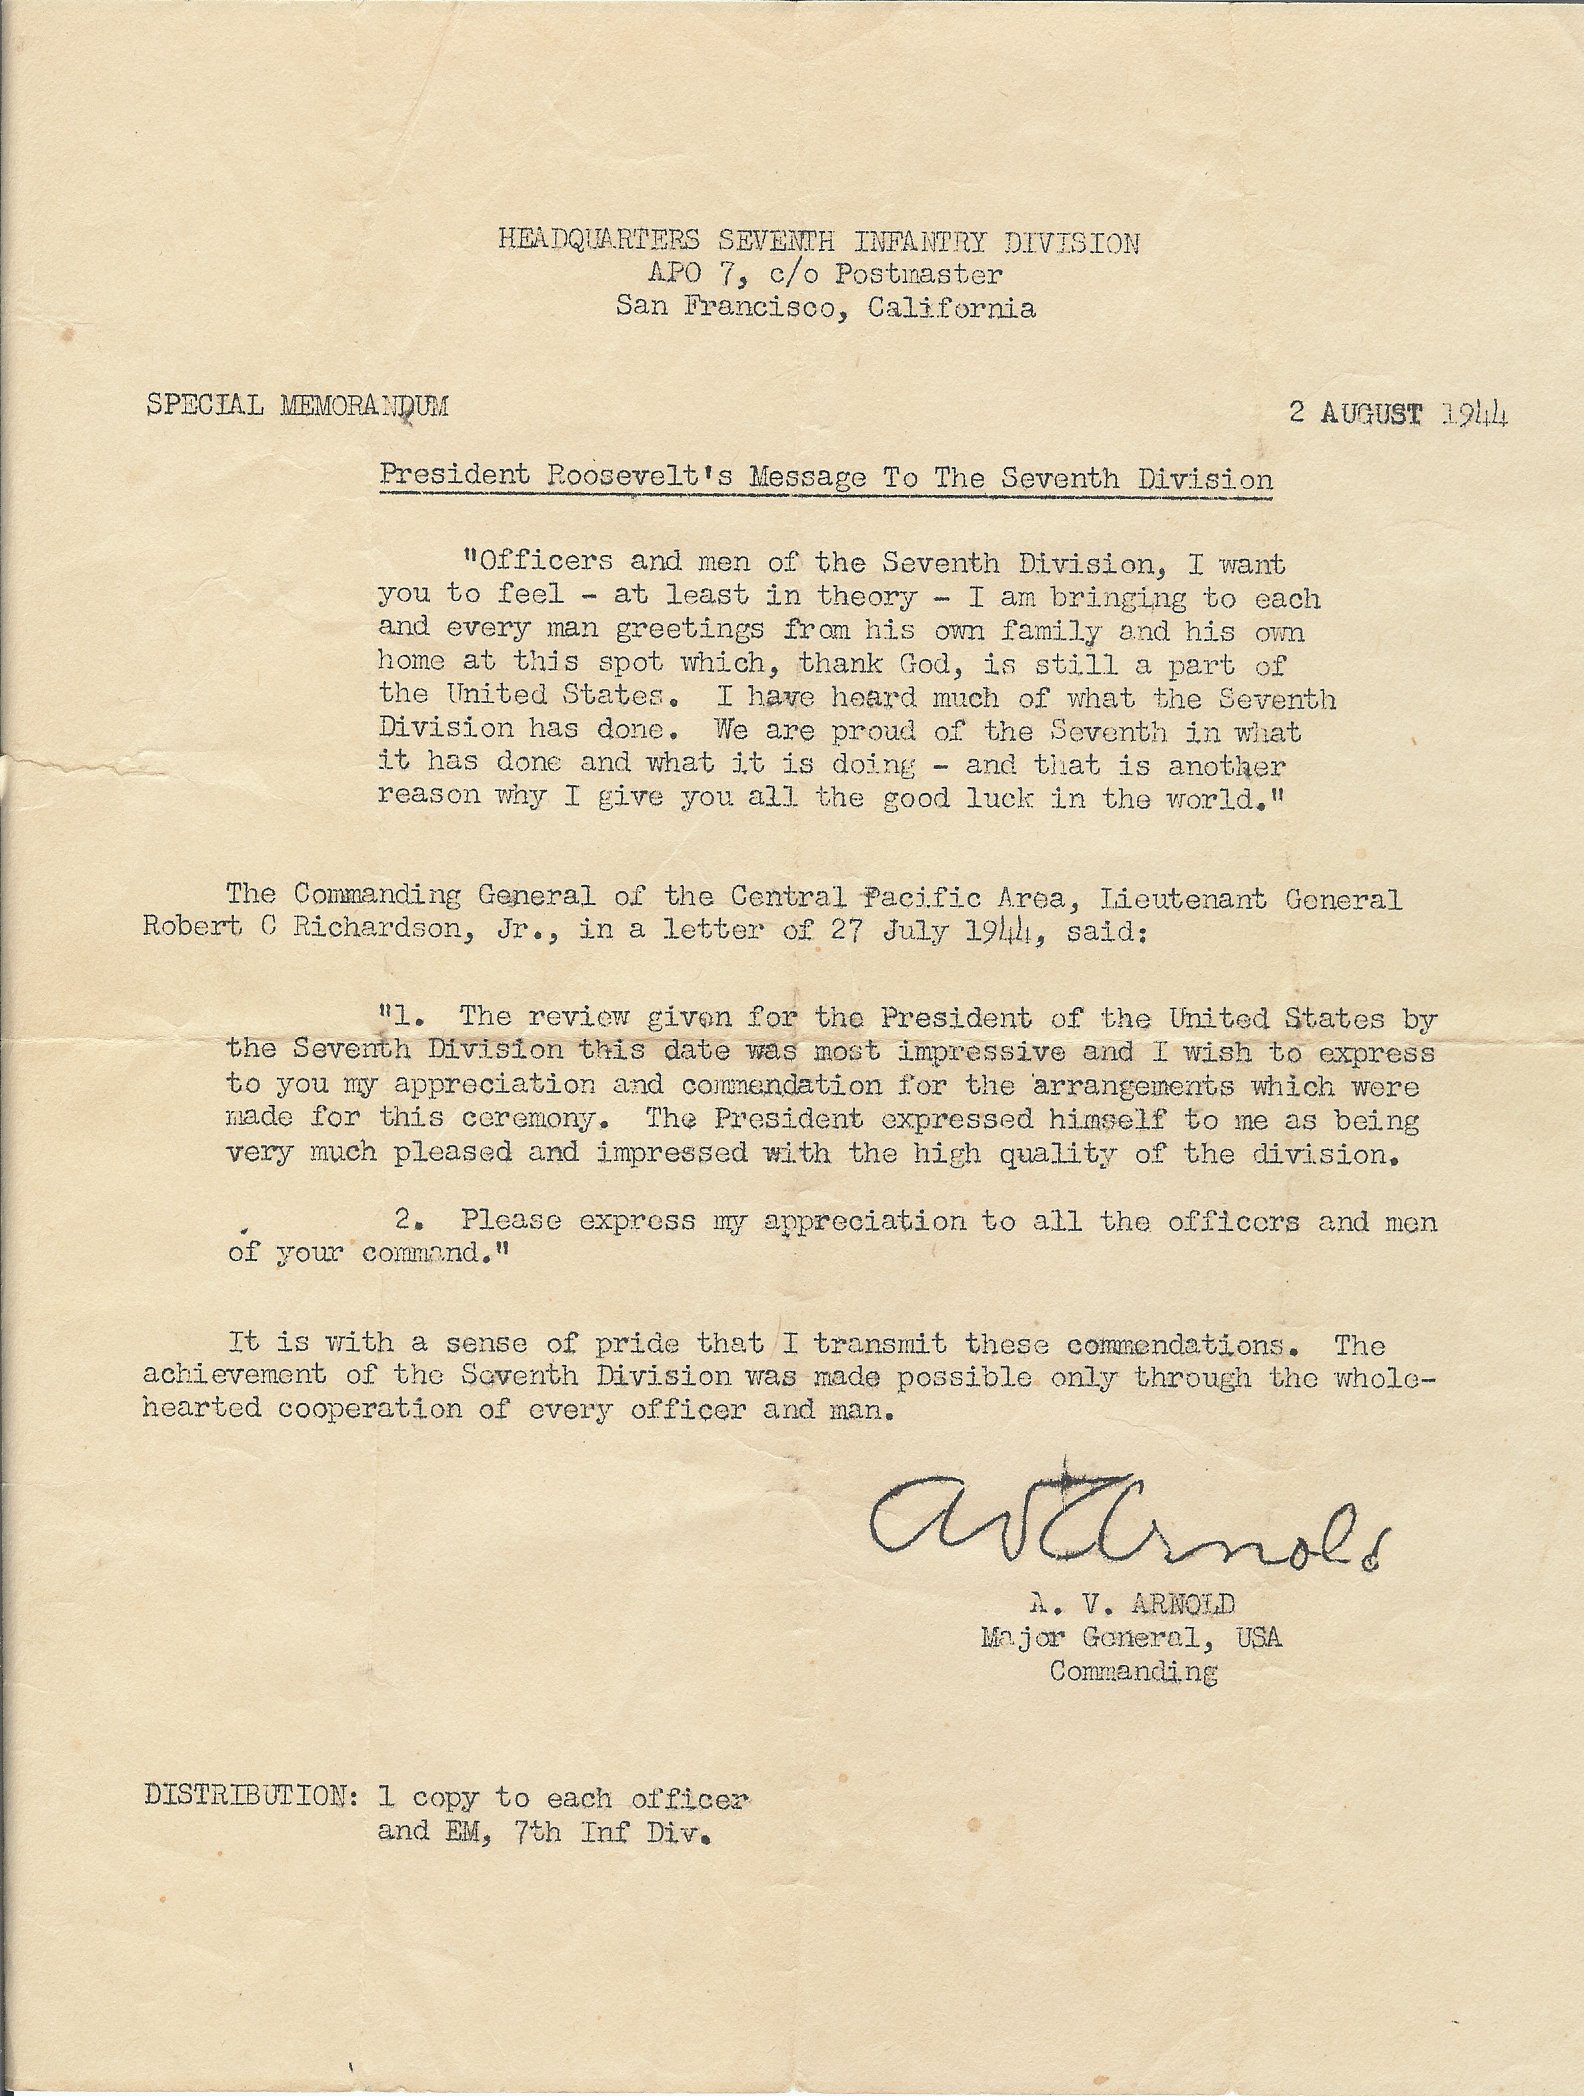 HEADQUARTERS SEVENTH INFANTRY DIVISION
APO 7, c/o Postmaster
San Francisco, California
SPECIAL MEMORANDUM
2 AUGUST 1944
President Roosevelt's Message To The Seventh Division
"Officers and men of the Seventh Division, I want
you to feel - at least in theory - I am bringing to each
and every man greetings from his own family and his own
home at this spot which, thank God, is still a part of
the United States.  I have heard much of what the Seventh
Division has done.  We are proud of the Seventh in what
it has done and what it is doing - and that is another
reason why I give you all the good luck in the world."
The Commanding General of the Central Pacific Area, Lieutenant General
Robert C Richardson, Jr., in a letter of 27 July 1944, said:
"1.  The review given for the President of the United States by
the Seventh Division this date was most impressive and I wish to express
to you my appreciation and commendation for the arrangements which were
made for this ceremony.  The President expressed himself to me as being
very much pleased and impressed with the high quality of the division.
2.  Please express my appreciation to all the officers and men
of your command."
It is with a sense of pride that I transmit these commendations.  The
achievement of the Seventh Division was made possible only through the whole-
hearted cooperation of every officer and man.
A V Arnold
A. V. ARNOLD
Major General, USA
Commanding
DISTRIBUTION: 1 copy to each officer
and EM, 7th Inf Div.